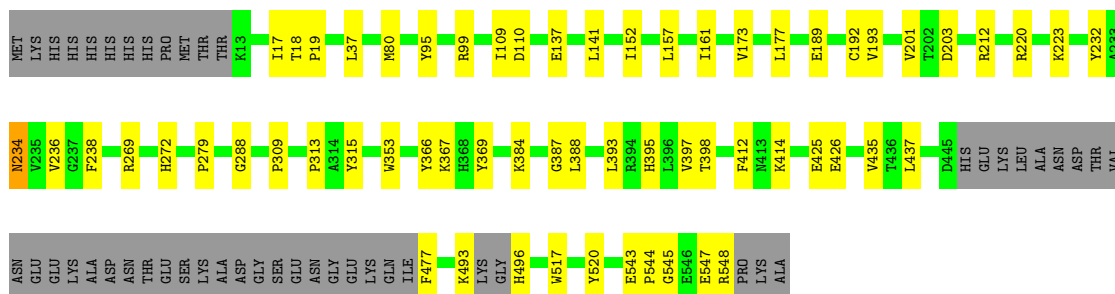 MET LYS HIS HIS HIS HIS HIS HIS PRO MET THR THR K13 I17 T18 P19 L37 M80 Y95 R99 I109 D110 E137 L141 I152 L157 I161 V173 L177 E189 C192 V193 V201 T202 D203 R212 R220 K223 Y232 A233
N234 V235 V236 G237 F238 R269 H272 P279 G288 P309 P313 A314 Y315 W353 Y366 K367 H368 Y369 K384 G387 L388 L393 R394 H395 L396 V397 T398 F412 N413 K414 E425 E426 V435 T436 L437 D445 HIS GLU LYS LEU ALA ASN ASP THR VAL
ASN GLU GLU LYS ALA ASP ASN THR GLU SER LYS ALA ASP GLY SER GLU ASN GLY GLU LYS GLN ILE F477 K493 LYS GLY H496 W517 Y520 E543 P544 G545 E546 E547 R548 PRO LYS ALA